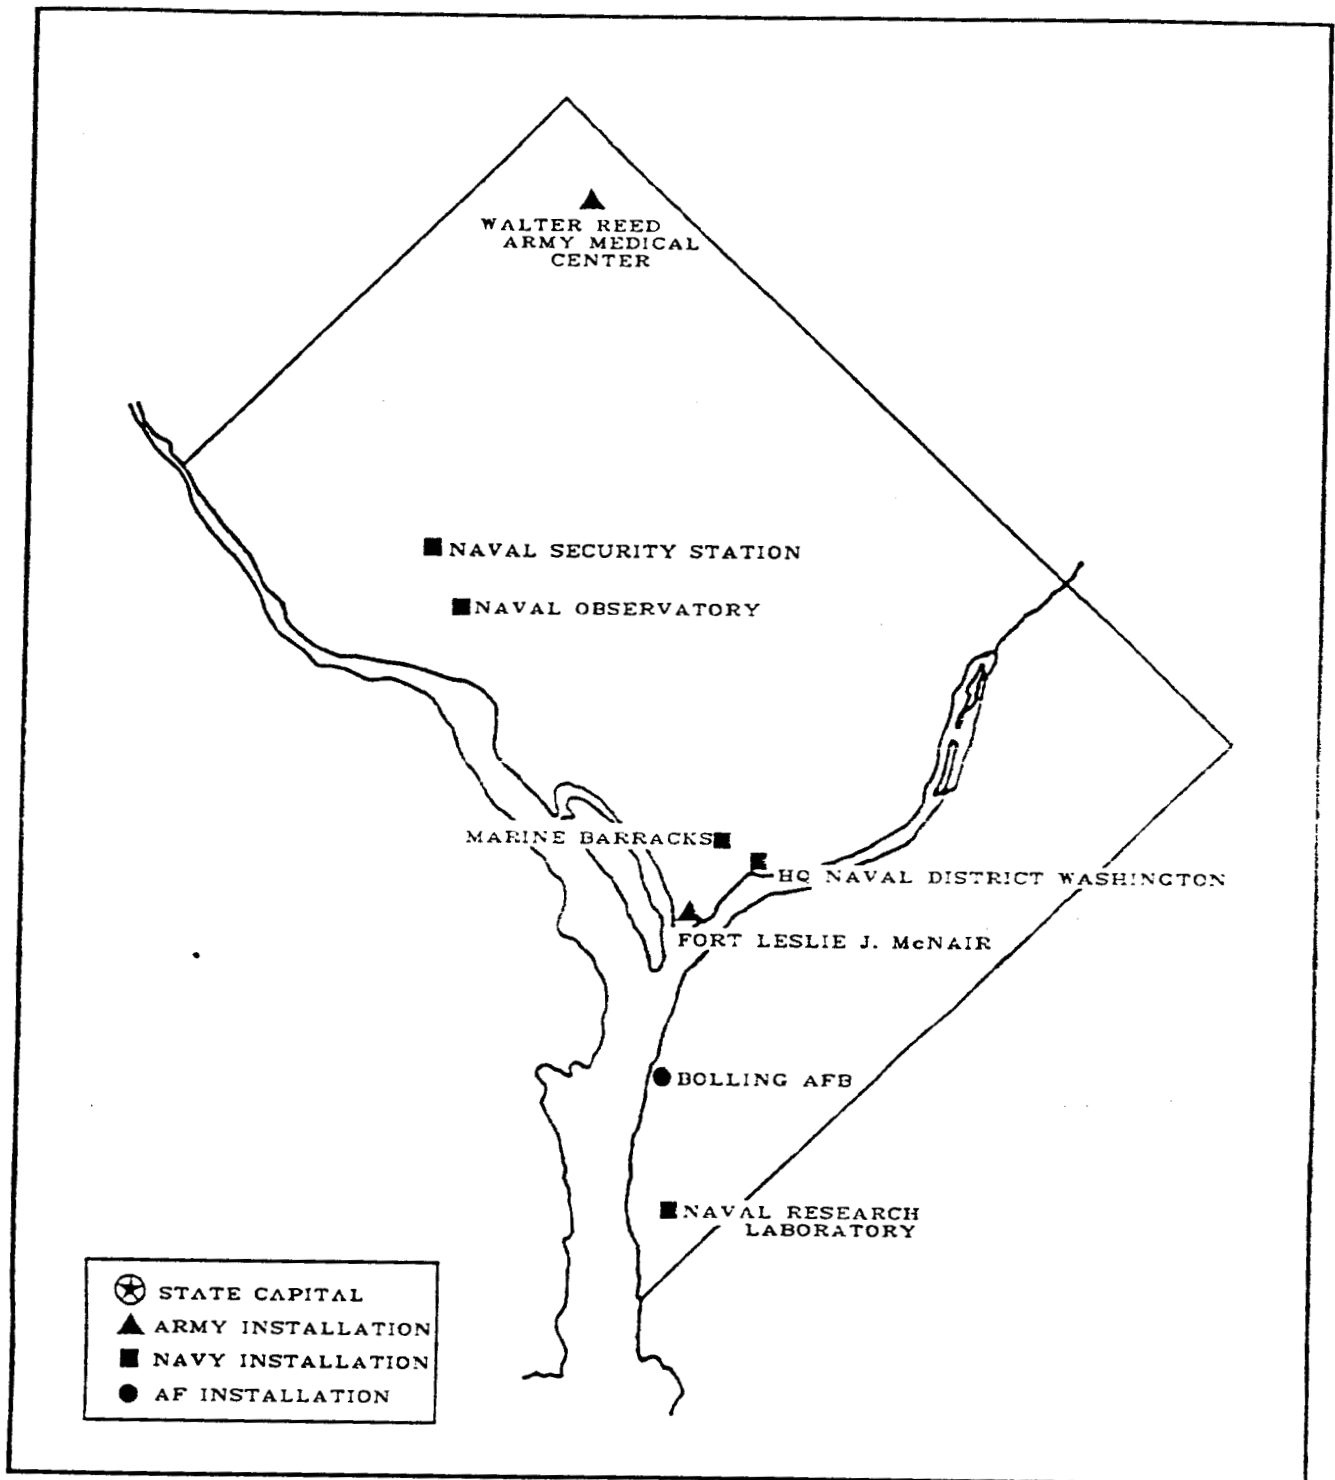 WALTER REED
ARMY MEDICAL
CENTER
NAVAL SECURITY STATION
NAVAL OBSERVATORY
MARINE BARRACKS
HQ NAVAL DISTRICT WASHINGTON
FORT LESLIE J. McNAIR
BOLLING AFB
NAVAL RESEARCH
LABORATORY
STATE CAPITAL
ARMY INSTALLATION
NAVY INSTALLATION
AF INSTALLATION